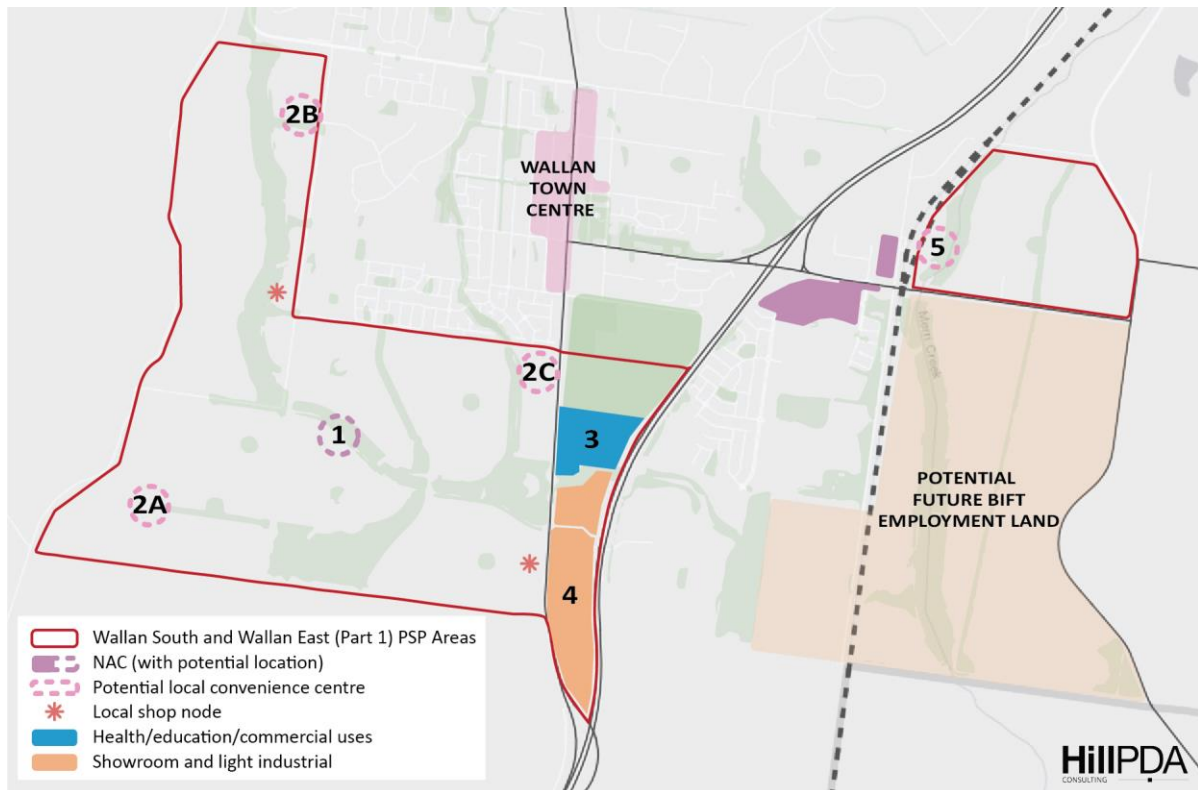 2B
WALLAN
TOWN
CENTRE
5
2C
1
3
2A
4
Merri Creek
POTENTIAL
FUTURE BIFT
EMPLOYMENT LAND
Wallan South and Wallan East (Part 1) PSP Areas
NAC (with potential location)
Potential local convenience centre
Local shop node
Health/education/commercial uses
Showroom and light industrial
HillPDA
CONSULTING